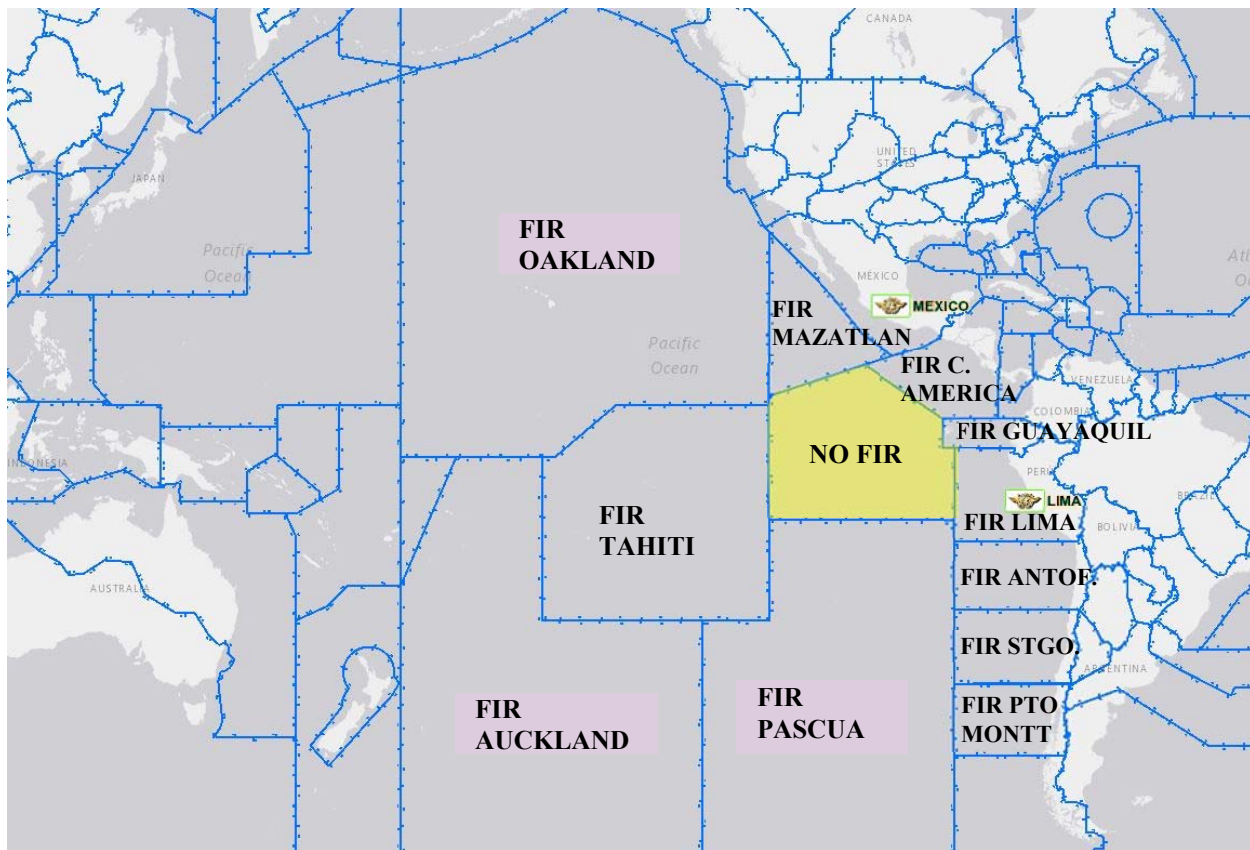 CANADA
UNITED
STATES
JAPAN
Pacific
Ocean
FIR
OAKLAND
MÉXICO
MEXICO
FIR
MAZATLAN
Pacific
Ocean
FIR C.
AMERICA
VENEZUELA
COLOMBIA
FIR GUAYAQUIL
NO FIR
INDONESIA
PERÚ
LIMA
FIR LIMA
BOLIVIA
FIR
TAHITI
AUSTRALIA
FIR ANTOF.
FIR STGO.
ARGENTINA
FIR
AUCKLAND
FIR
PASCUA
FIR PTO
MONTT